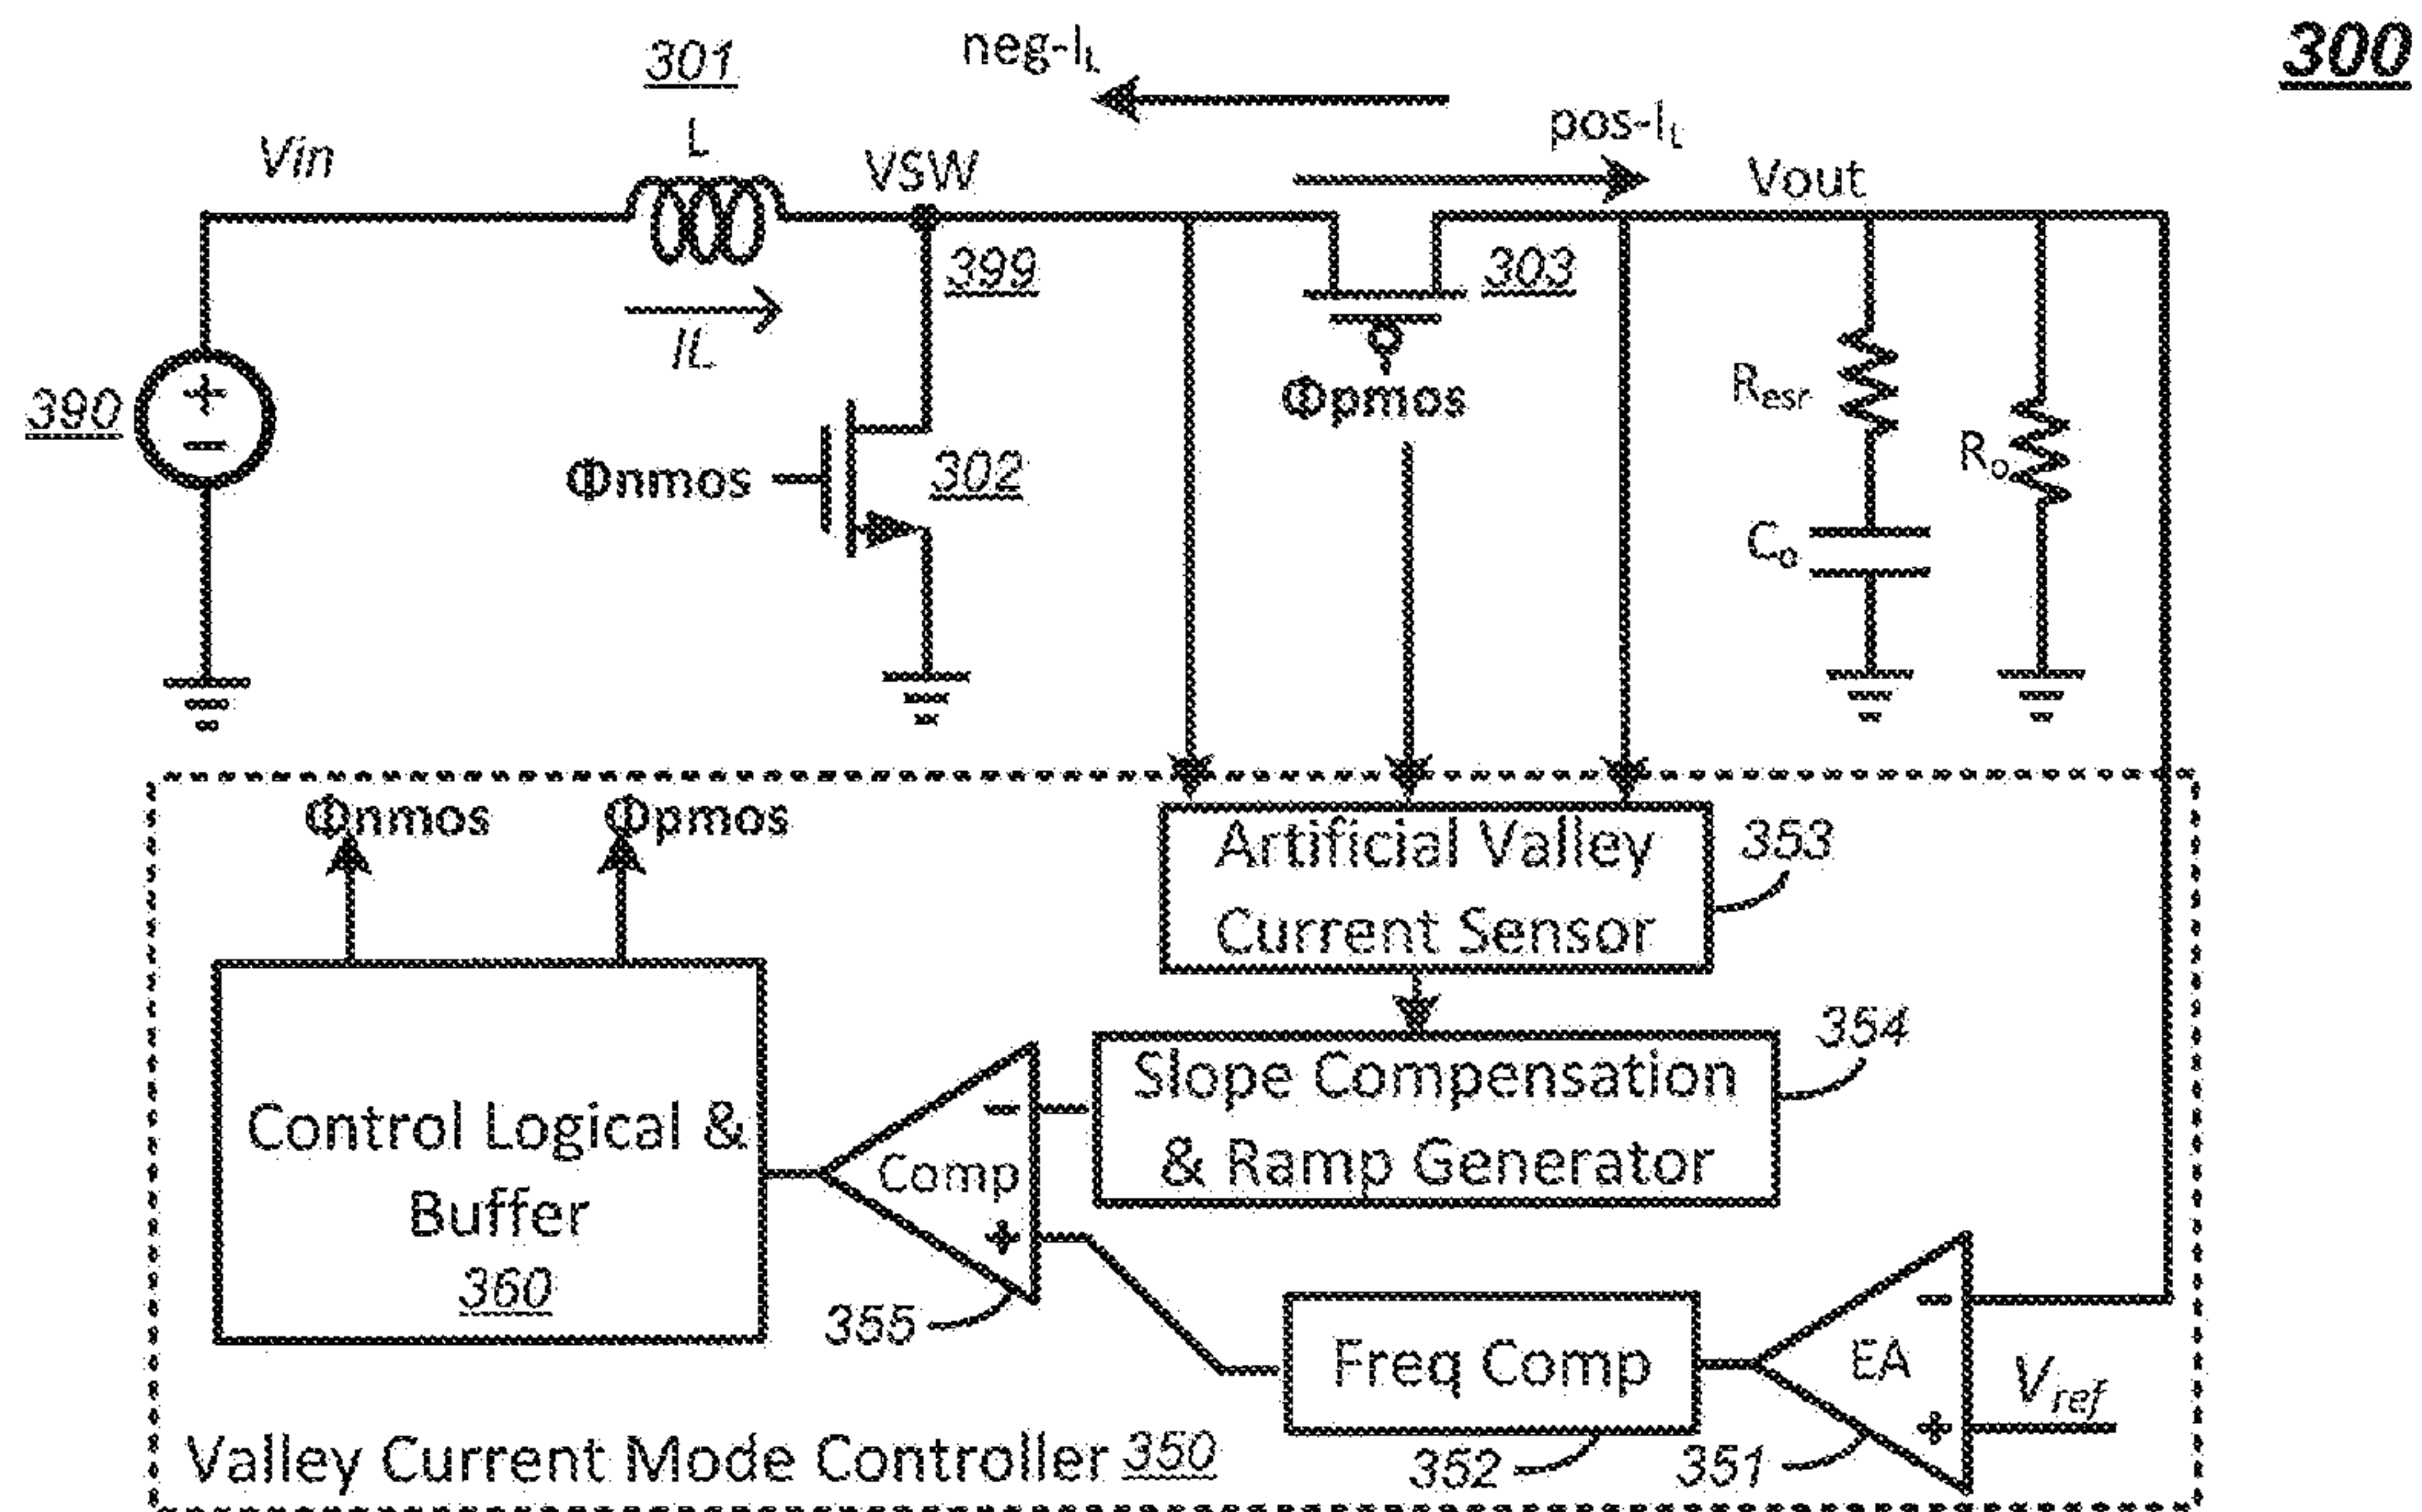 300
301
neg-IL
pos-IL
Vin
L
VSW
Vout
399
303
IL
390
+
−
Φpmos
Resr
Φnmos
302
Ro
Co
Φnmos
Φpmos
Artificial Valley
Current Sensor
353
354
Slope Compensation
& Ramp Generator
−
Comp
+
355
Control Logical &
Buffer
360
Freq Comp
352
−
EA
+
351
Vref
Valley Current Mode Controller 350